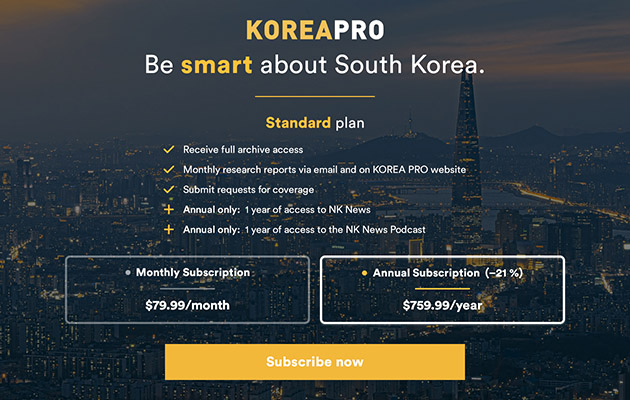 KOREAPRO
Be smart about South Korea.
Standard plan
Receive full archive access
Monthly research reports via email and on KOREA PRO website
Submit requests for coverage
Annual only: 1 year of access to NK News
Annual only: 1 year of access to the NK News Podcast
Monthly Subscription
$79.99/month
Annual Subscription (–21 %)
$759.99/year
Subscribe now